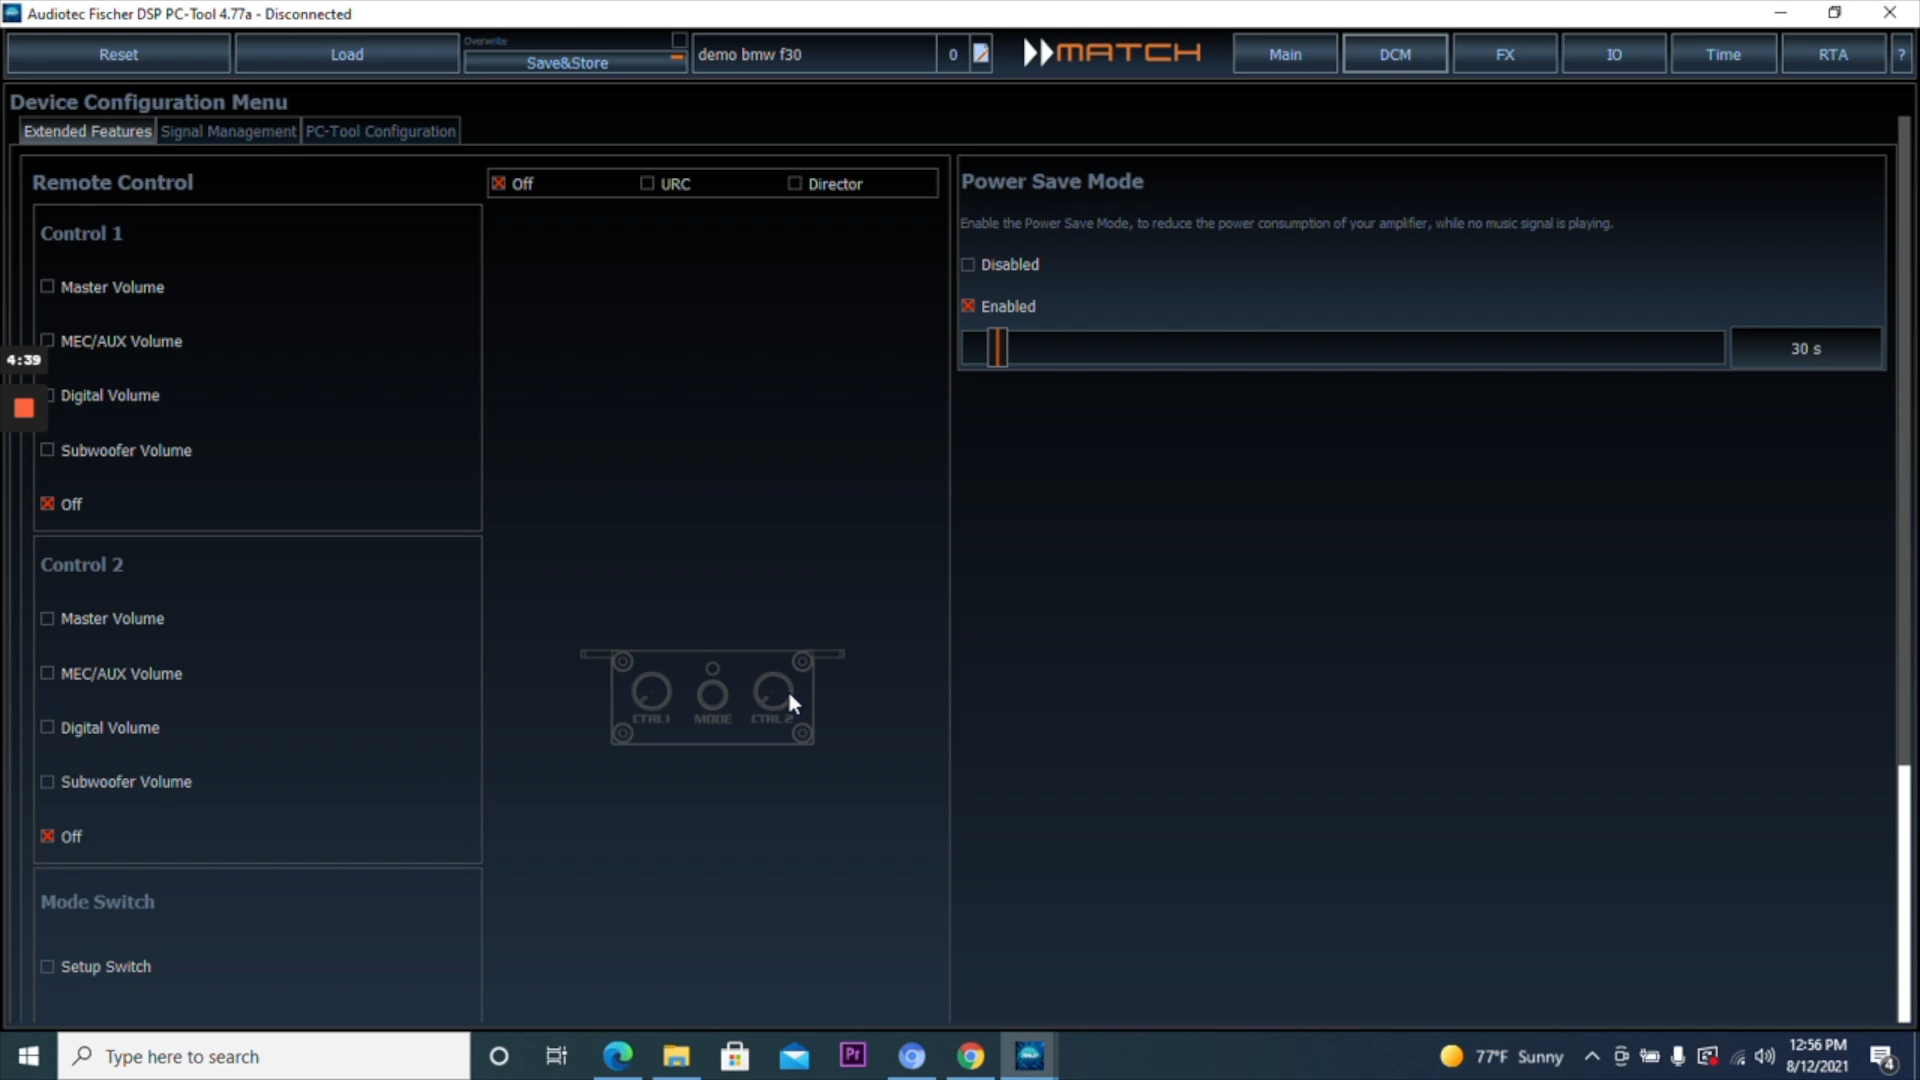 Audiotec Fischer DSP PC-Tool 4.77a - Disconnected
Reset
Load
Overwrite
Save&Store
demo bmw f30
0
MATCH
Main
DCM
FX
IO
Time
RTA
?
Device Configuration Menu
Extended Features
Signal Management
PC-Tool Configuration
Remote Control
Off
URC
Director
Control 1
Master Volume
MEC/AUX Volume
4:39
Digital Volume
Subwoofer Volume
Off
Control 2
Master Volume
MEC/AUX Volume
Digital Volume
Subwoofer Volume
Off
Mode Switch
Setup Switch
CTRL1
MODE
CTRL2
Power Save Mode
Enable the Power Save Mode, to reduce the power consumption of your amplifier, while no music signal is playing.
Disabled
Enabled
30 s
Type here to search
Pr
77°F Sunny
12:56 PM
8/12/2021
4